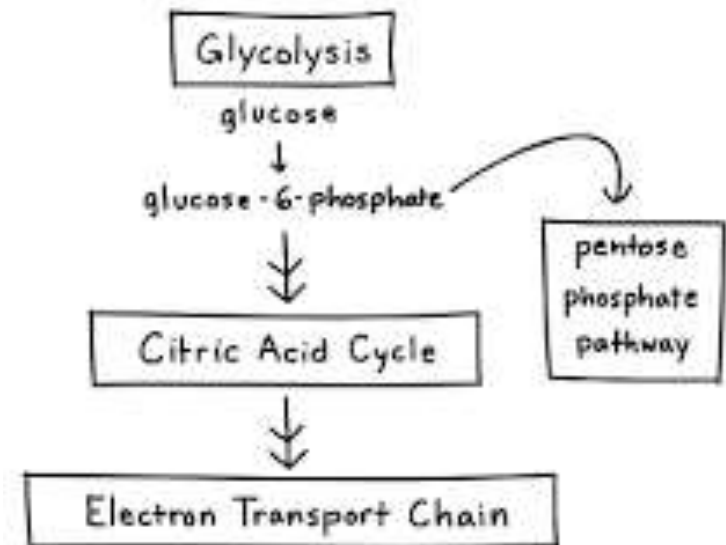 Glycolysis
glucose
glucose-6-phosphate
pentose
phosphate
pathway
Citric Acid Cycle
Electron Transport Chain